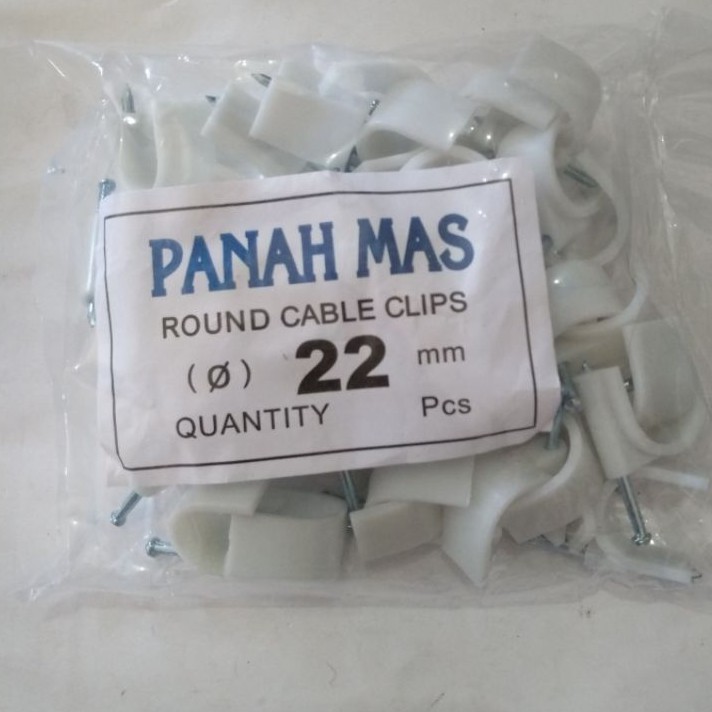 PANAH MAS
ROUND CABLE CLIPS
(Ø) 22 mm
QUANTITY Pcs